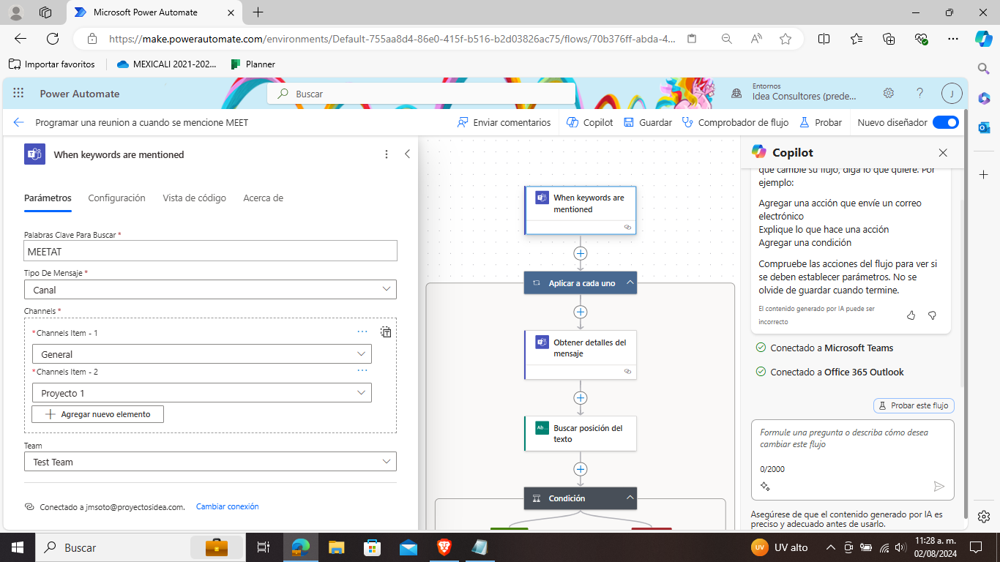 Microsoft Power Automate
https://make.powerautomate.com/environments/Default-755aa8d4-86e0-415f-b516-b2d03826ac75/flows/70b376ff-abda-4...
Importar favoritos
MEXICALI 2021-202...
Planner
Power Automate
Buscar
Entornos
Idea Consultores (prede...
J
Programar una reunion a cuando se mencione MEET
Enviar comentarios
Copilot
Guardar
Comprobador de flujo
Probar
Nuevo diseñador
When keywords are mentioned
Parámetros
Configuración
Vista de código
Acerca de
Palabras Clave Para Buscar *
MEETAT
Tipo De Mensaje *
Canal
Channels *
*Channels Item - 1
General
*Channels Item - 2
Proyecto 1
Agregar nuevo elemento
Team
Test Team
Conectado a jmsoto@proyectosidea.com.
Cambiar conexión
When keywords are
mentioned
Aplicar a cada uno
Obtener detalles del
mensaje
Buscar posición del
texto
Condición
Copilot
que cambie su flujo, diga lo que quiere. Por
ejemplo:
Agregar una acción que envíe un correo
electrónico
Explique lo que hace una acción
Agregar una condición
Compruebe las acciones del flujo para ver si
se deben establecer parámetros. No se
olvide de guardar cuando termine.
El contenido generado por IA puede ser
incorrecto
Conectado a Microsoft Teams
Conectado a Office 365 Outlook
Probar este flujo
Formule una pregunta o describa cómo desea
cambiar este flujo
0/2000
Asegúrese de que el contenido generado por IA es
preciso y adecuado antes de usarlo.
Buscar
UV
UV alto
11:28 a. m.
02/08/2024